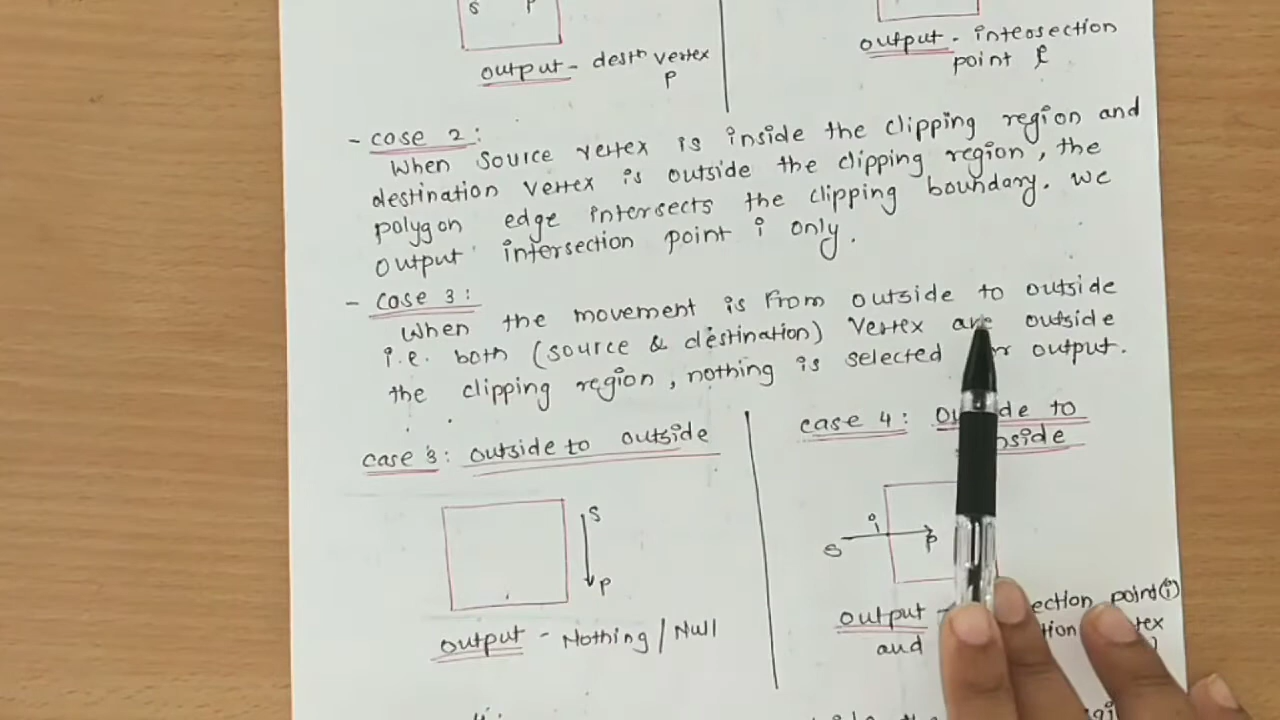 S P
output - destn vertex
P
output - intersection
point i
- case 2:
When source vertex is inside the clipping region and
destination vertex is outside the clipping region, the
polygon edge intersects the clipping boundary. We
output intersection point i only.
- case 3:
When the movement is from outside to outside
i.e. both (source & destination) vertex are outside
the clipping region, nothing is selected output.
case 3: outside to outside
S
P
output - Nothing / Null
case 4: to
i
S P
output - point (i)
and